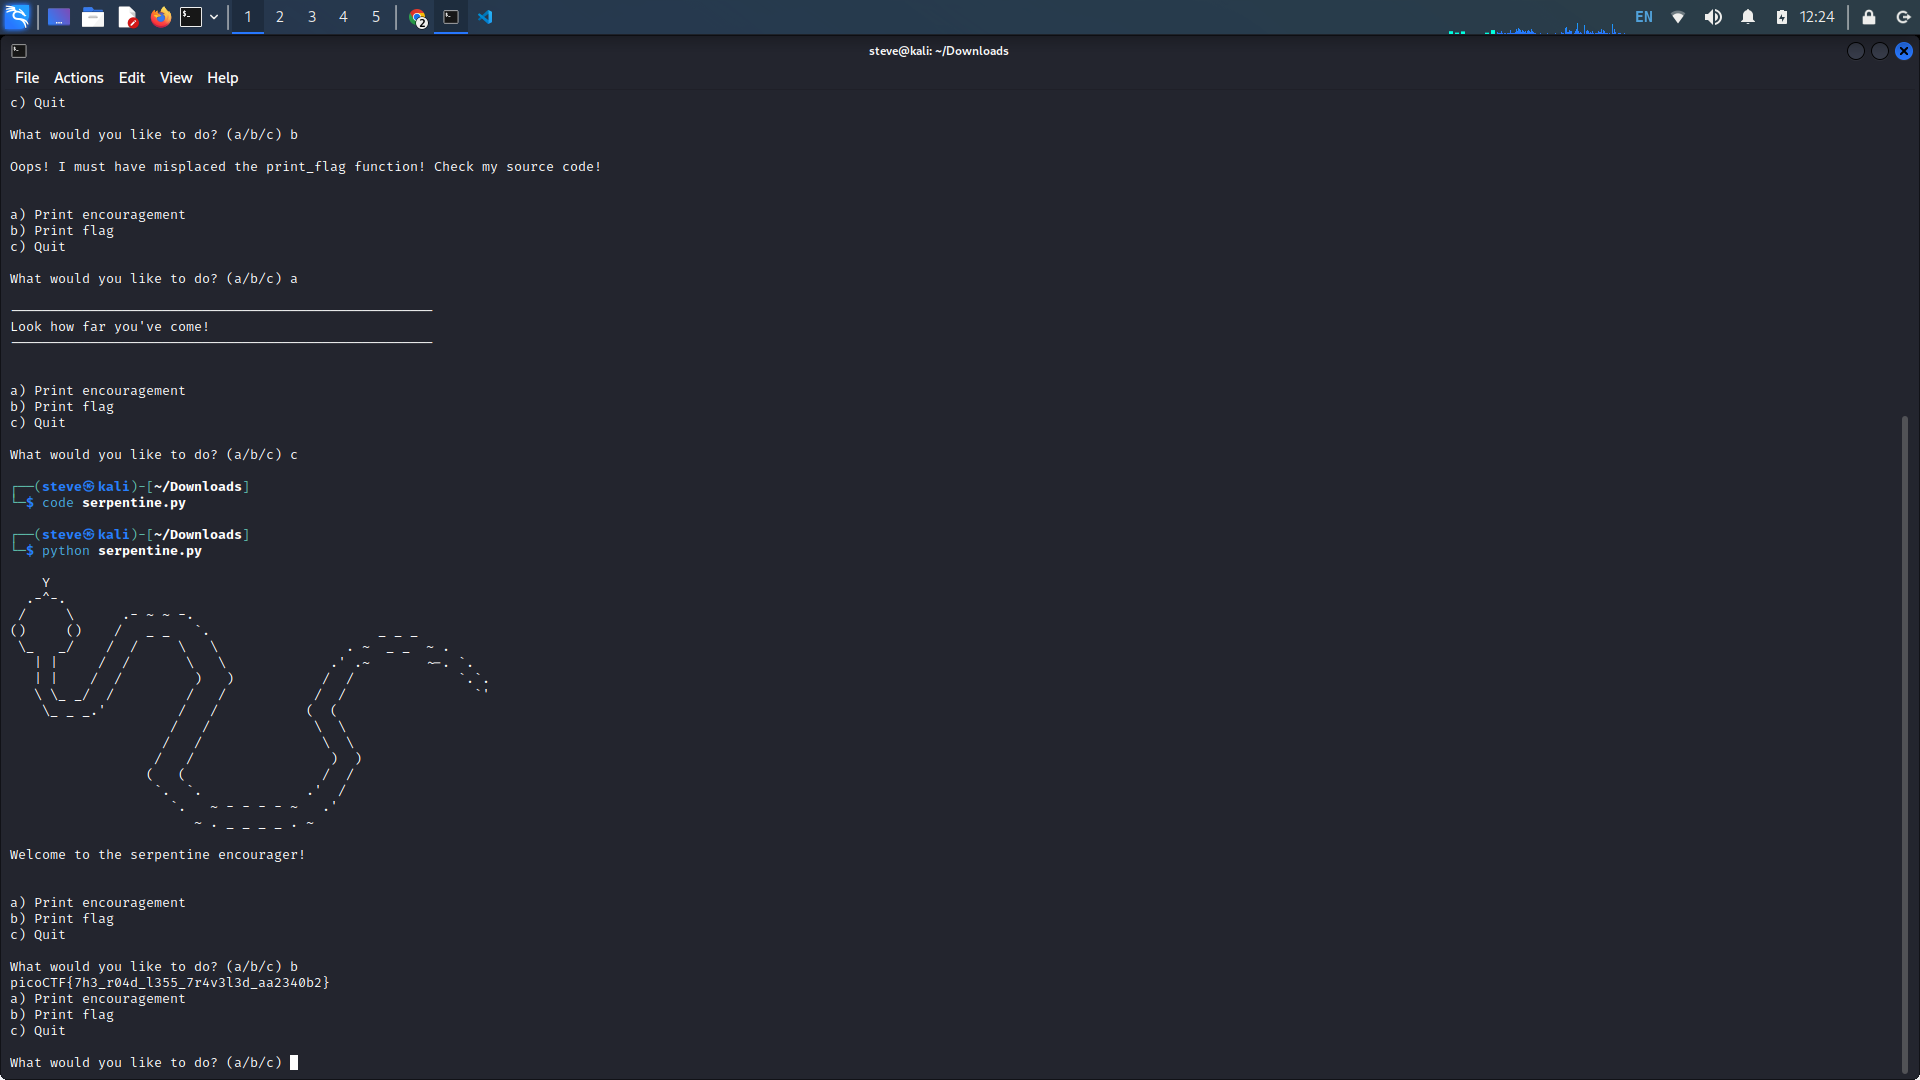 1 2 3 4 5 2 EN 12:24
steve@kali: ~/Downloads
File Actions Edit View Help
c) Quit
What would you like to do? (a/b/c) b
Oops! I must have misplaced the print_flag function! Check my source code!
a) Print encouragement
b) Print flag
c) Quit
What would you like to do? (a/b/c) a
Look how far you've come!
a) Print encouragement
b) Print flag
c) Quit
What would you like to do? (a/b/c) c
┌──(steve㉿kali)-[~/Downloads]
└─$ code serpentine.py
┌──(steve㉿kali)-[~/Downloads]
└─$ python serpentine.py
Welcome to the serpentine encourager!
a) Print encouragement
b) Print flag
c) Quit
What would you like to do? (a/b/c) b
picoCTF{7h3_r04d_l355_7r4v3l3d_aa2340b2}
a) Print encouragement
b) Print flag
c) Quit
What would you like to do? (a/b/c)